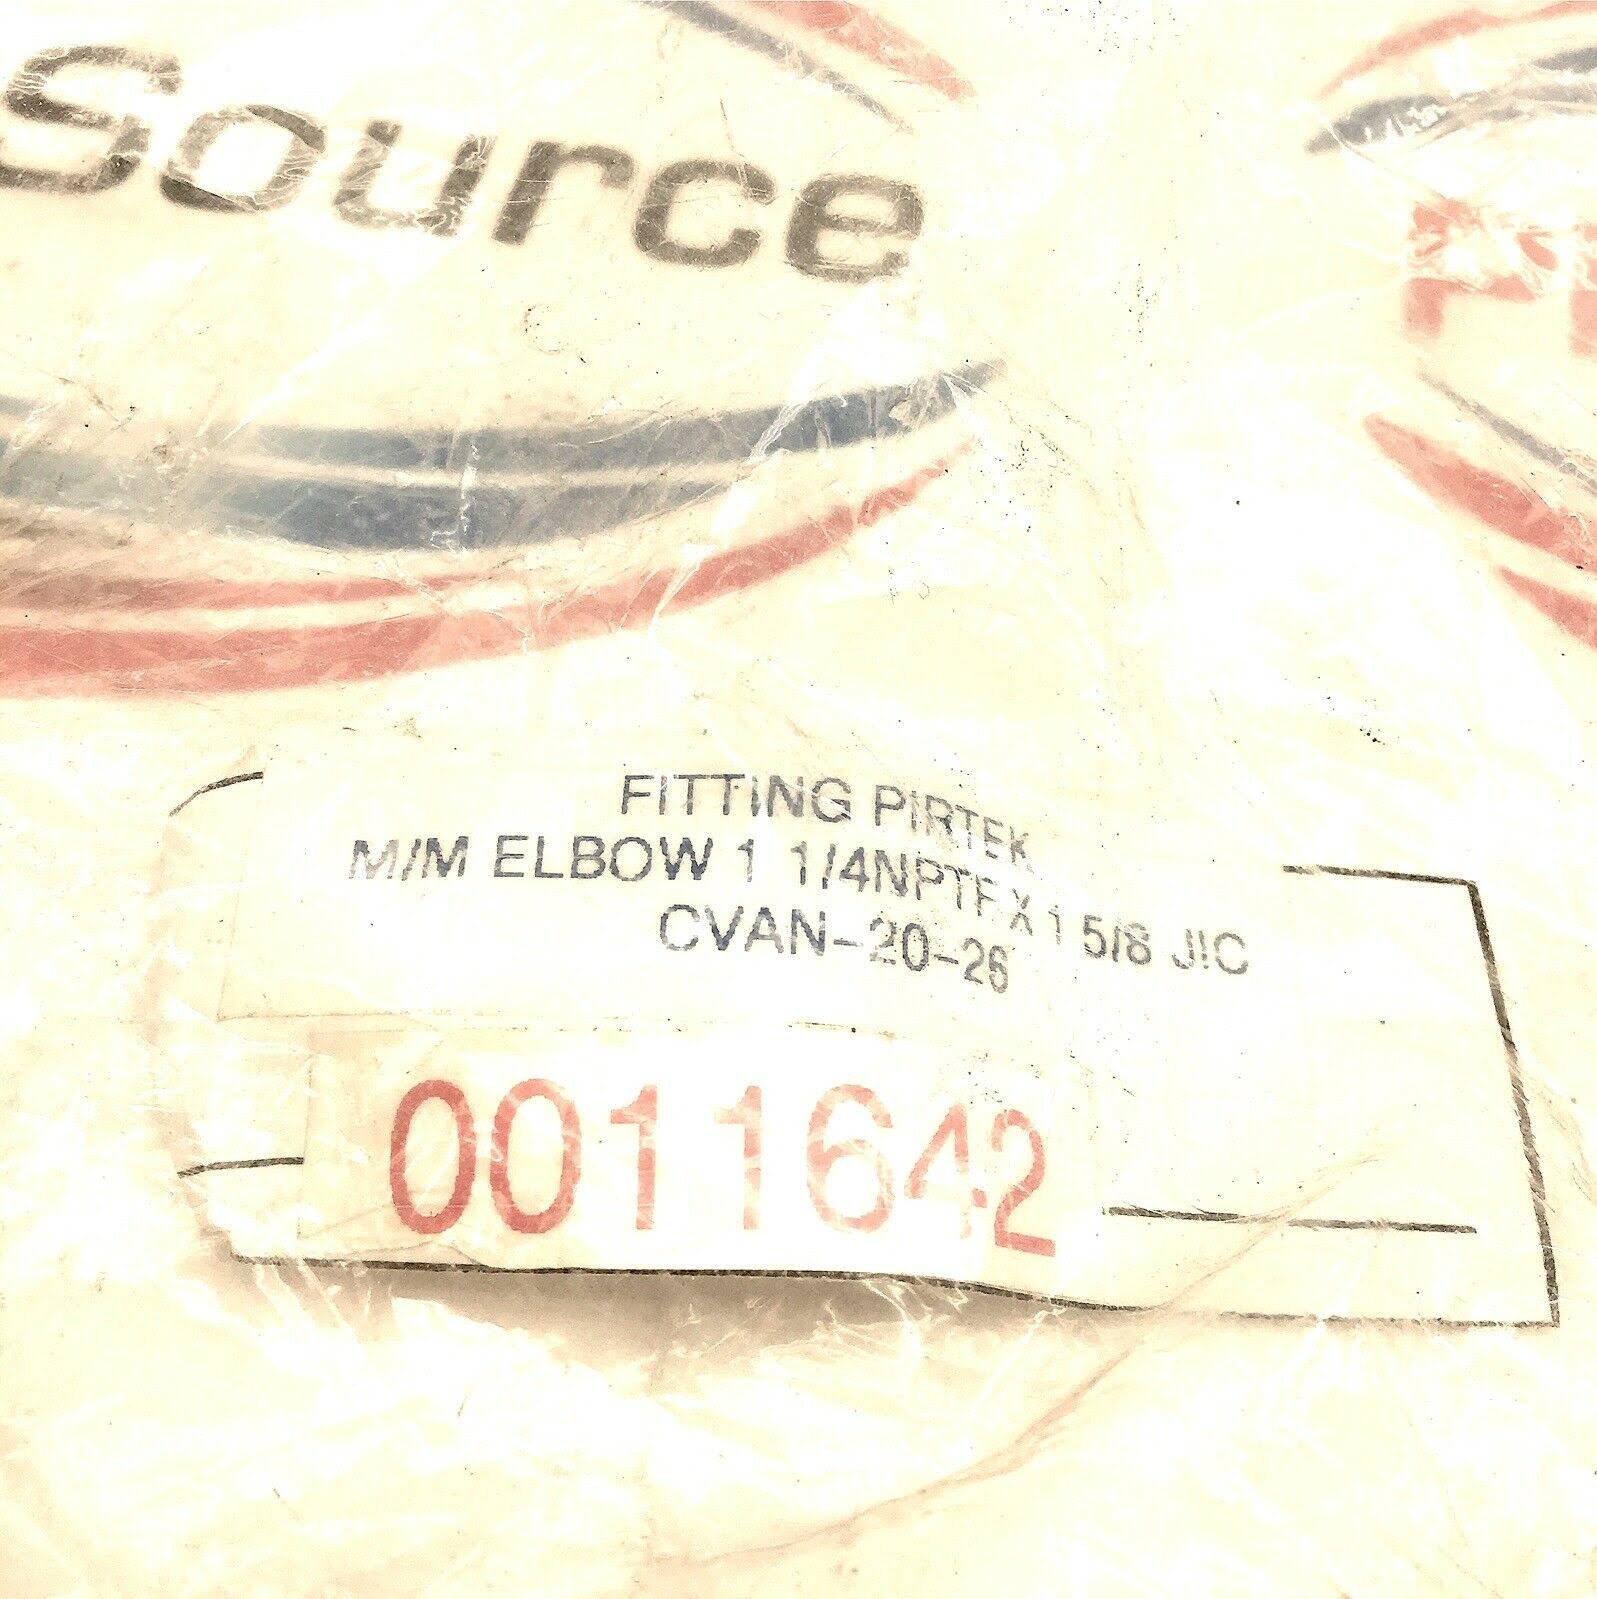 Source
FITTING PIRTEK
M/M ELBOW 1 1/4NPTF X 1 5/8 JIC
CVAN-20-26
0011642